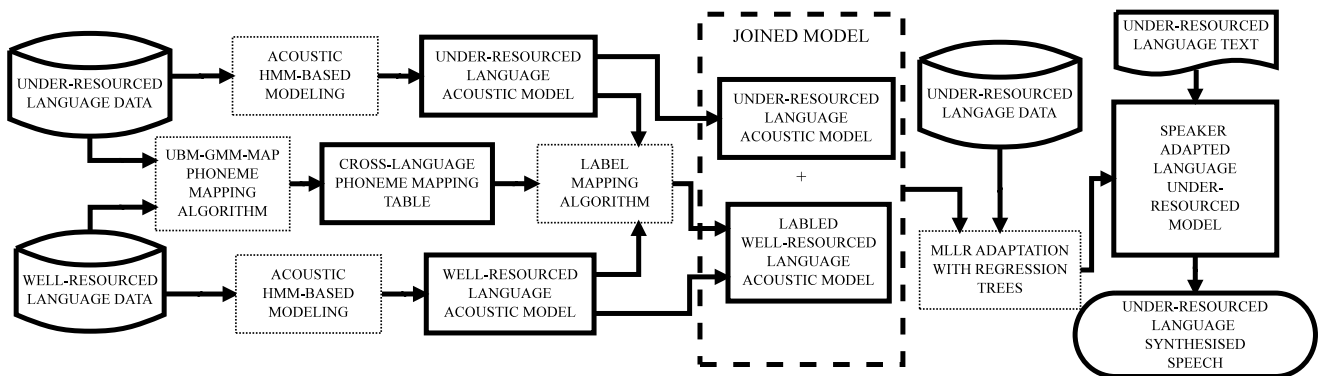 UNDER-RESOURCED
LANGUAGE DATA
ACOUSTIC
HMM-BASED
MODELING
UNDER-RESOURCED
LANGUAGE
ACOUSTIC MODEL
UBM-GMM-MAP
PHONEME
MAPPING
ALGORITHM
CROSS-LANGUAGE
PHONEME MAPPING
TABLE
LABEL
MAPPING
ALGORITHM
WELL-RESOURCED
LANGUAGE DATA
ACOUSTIC
HMM-BASED
MODELING
WELL-RESOURCED
LANGUAGE
ACOUSTIC MODEL
JOINED MODEL
UNDER-RESOURCED
LANGUAGE
ACOUSTIC MODEL
+
LABLED
WELL-RESOURCED
LANGUAGE
ACOUSTIC MODEL
UNDER-RESOURCED
LANGAGE DATA
MLLR ADAPTATION
WITH REGRESSION
TREES
UNDER-RESOURCED
LANGUAGE TEXT
SPEAKER
ADAPTED
LANGUAGE
UNDER-
RESOURCED
MODEL
UNDER-RESOURCED
LANGUAGE
SYNTHESISED
SPEECH